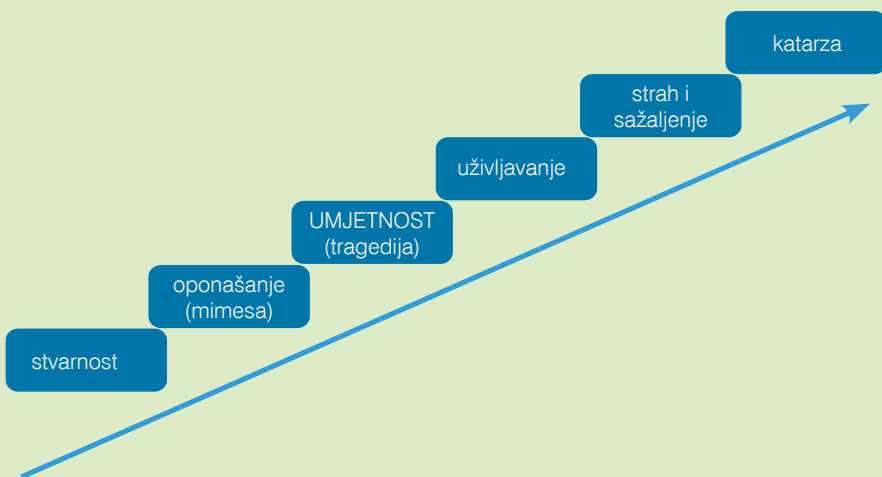 stvarnost
oponašanje
(mimesa)
UMJETNOST
(tragedija)
uživljavanje
strah i
sažaljenje
katarza